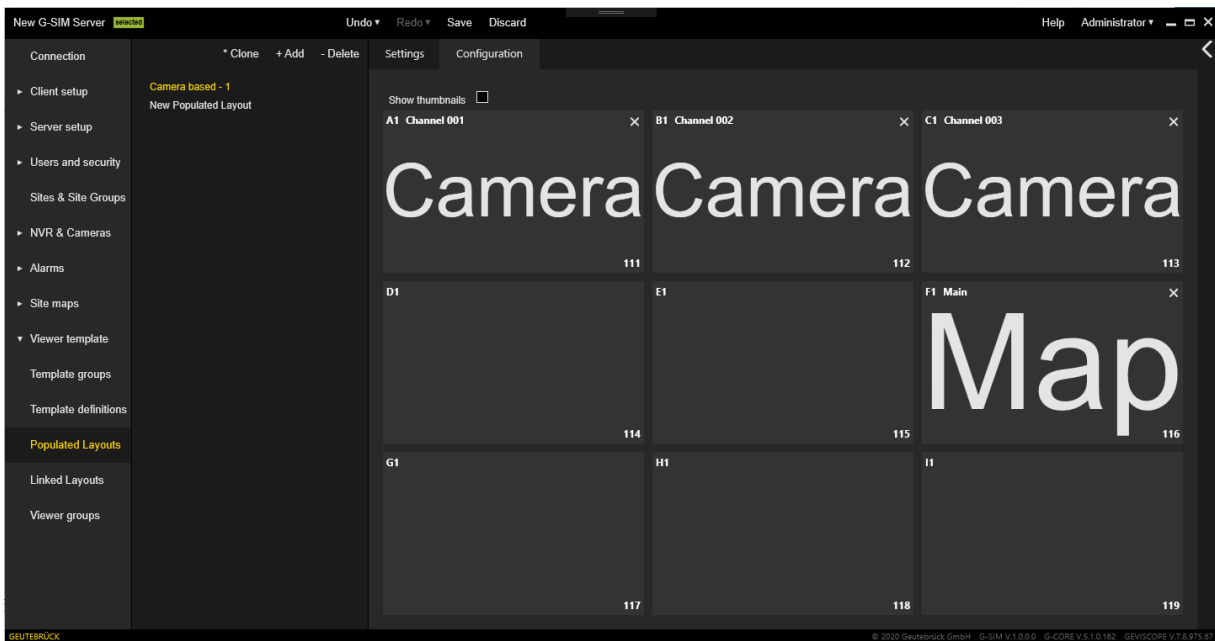 New G-SIM Server selected Undo ▾ Redo ▾ Save Discard Help Administrator ▾
Connection
▸ Client setup
▸ Server setup
▸ Users and security
Sites & Site Groups
▸ NVR & Cameras
▸ Alarms
▸ Site maps
▾ Viewer template
Template groups
Template definitions
Populated Layouts
Linked Layouts
Viewer groups
* Clone + Add - Delete
Camera based - 1
New Populated Layout
Settings Configuration
Show thumbnails
A1 Channel 001
Camera
111
B1 Channel 002
Camera
112
C1 Channel 003
Camera
113
D1
114
E1
115
F1 Main
Map
116
G1
117
H1
118
I1
119
GEUTEBRÜCK © 2020 Geutebrück GmbH G-SIM V.1.0.0.0 G-CORE V.5.1.0.162 GEVISCOPE V.7.8.975.67